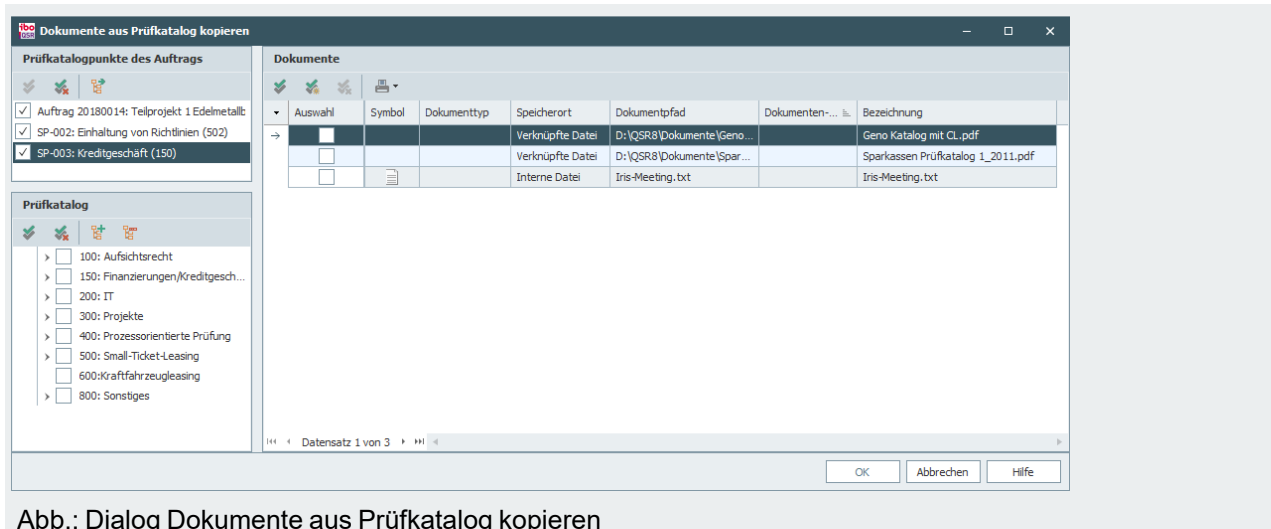 ibo QSR Dokumente aus Prüfkatalog kopieren
Prüfkatalogpunkte des Auftrags
Auftrag 20180014: Teilprojekt 1 Edelmetallb
SP-002: Einhaltung von Richtlinien (502)
SP-003: Kreditgeschäft (150)
Prüfkatalog
100: Aufsichtsrecht
150: Finanzierungen/Kreditgesch...
200: IT
300: Projekte
400: Prozessorientierte Prüfung
500: Small-Ticket-Leasing
600:Kraftfahrzeugleasing
800: Sonstiges
Dokumente
Auswahl Symbol Dokumenttyp Speicherort Dokumentpfad Dokumenten-... Bezeichnung
Verknüpfte Datei D:\QSR8\Dokumente\Geno... Geno Katalog mit CL.pdf
Verknüpfte Datei D:\QSR8\Dokumente\Spar... Sparkassen Prüfkatalog 1_2011.pdf
Interne Datei Iris-Meeting.txt Iris-Meeting.txt
Datensatz 1 von 3
OK Abbrechen Hilfe
Abb.: Dialog Dokumente aus Prüfkatalog kopieren